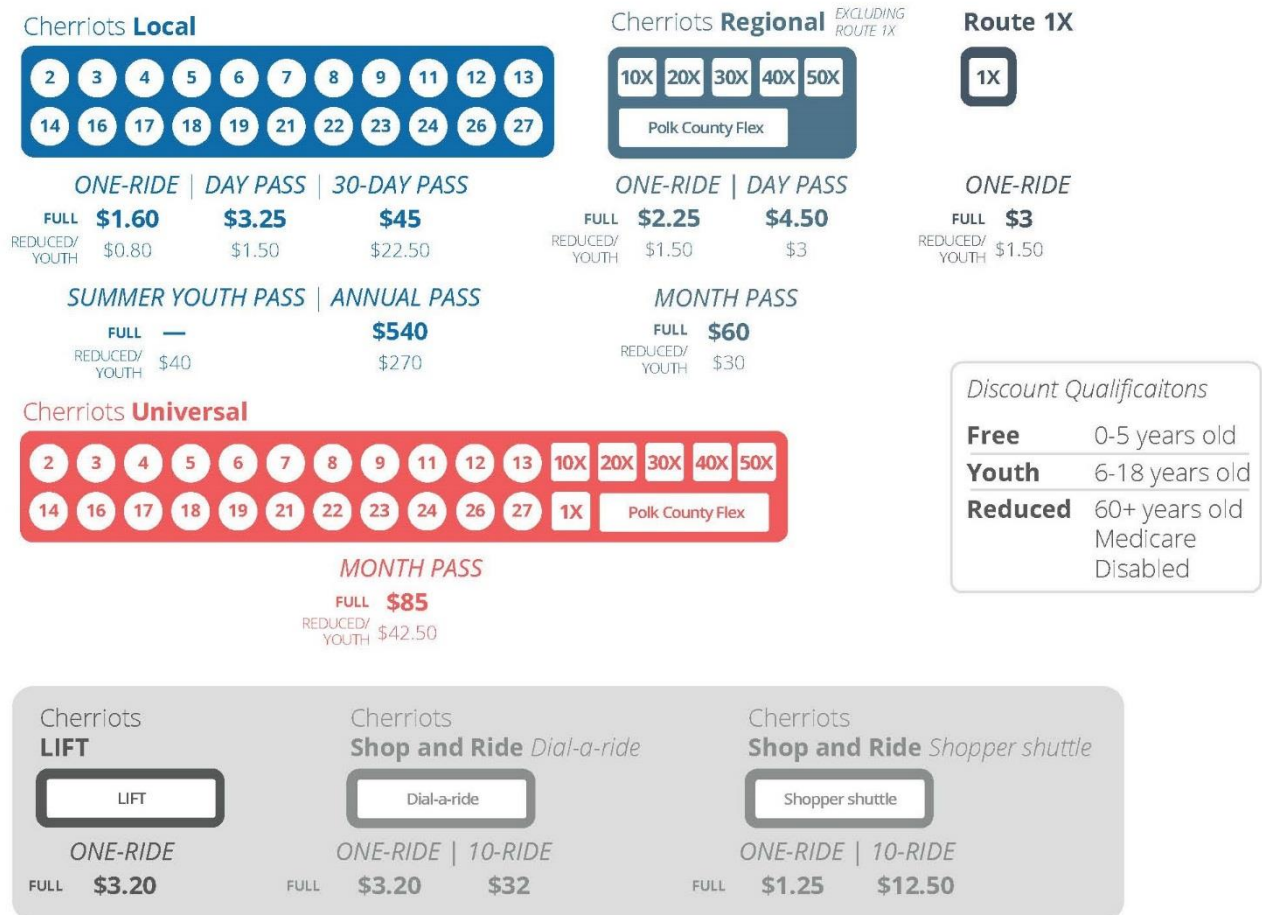 Cherriots Local
2 3 4 5 6 7 8 9 11 12 13
14 16 17 18 19 21 22 23 24 26 27
ONE-RIDE | DAY PASS | 30-DAY PASS
FULL $1.60 $3.25 $45
REDUCED/
YOUTH $0.80 $1.50 $22.50
SUMMER YOUTH PASS | ANNUAL PASS
FULL — $540
REDUCED/
YOUTH $40 $270
Cherriots Regional EXCLUDING
ROUTE 1X
10X 20X 30X 40X 50X
Polk County Flex
ONE-RIDE | DAY PASS
FULL $2.25 $4.50
REDUCED/
YOUTH $1.50 $3
MONTH PASS
FULL $60
REDUCED/
YOUTH $30
Route 1X
1X
ONE-RIDE
FULL $3
REDUCED/
YOUTH $1.50
Cherriots Universal
2 3 4 5 6 7 8 9 11 12 13 10X 20X 30X 40X 50X
14 16 17 18 19 21 22 23 24 26 27 1X Polk County Flex
MONTH PASS
FULL $85
REDUCED/
YOUTH $42.50
Discount Qualificaitons
Free 0-5 years old
Youth 6-18 years old
Reduced 60+ years old
Medicare
Disabled
Cherriots
LIFT
LIFT
ONE-RIDE
FULL $3.20
Cherriots
Shop and Ride Dial-a-ride
Dial-a-ride
ONE-RIDE | 10-RIDE
FULL $3.20 $32
Cherriots
Shop and Ride Shopper shuttle
Shopper shuttle
ONE-RIDE | 10-RIDE
FULL $1.25 $12.50